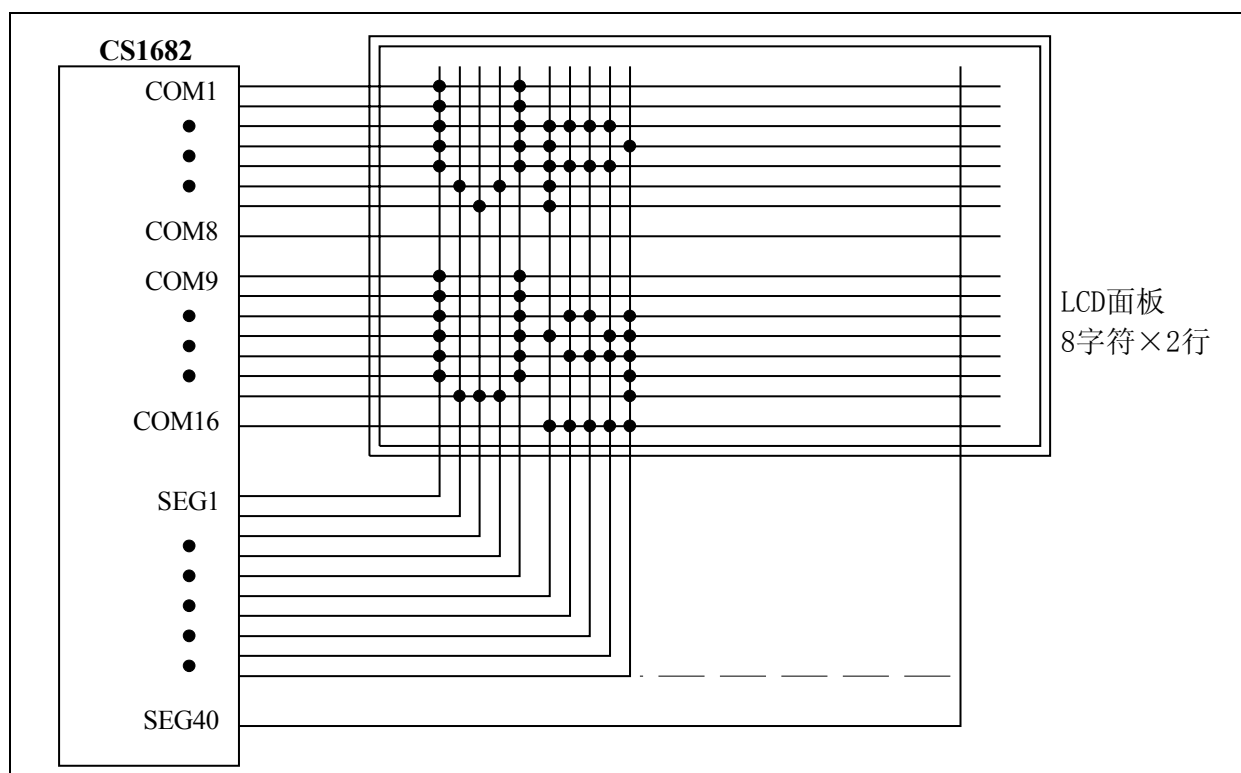 CS1682
COM1
COM8
COM9
COM16
SEG1
SEG40
LCD面板
8字符×2行